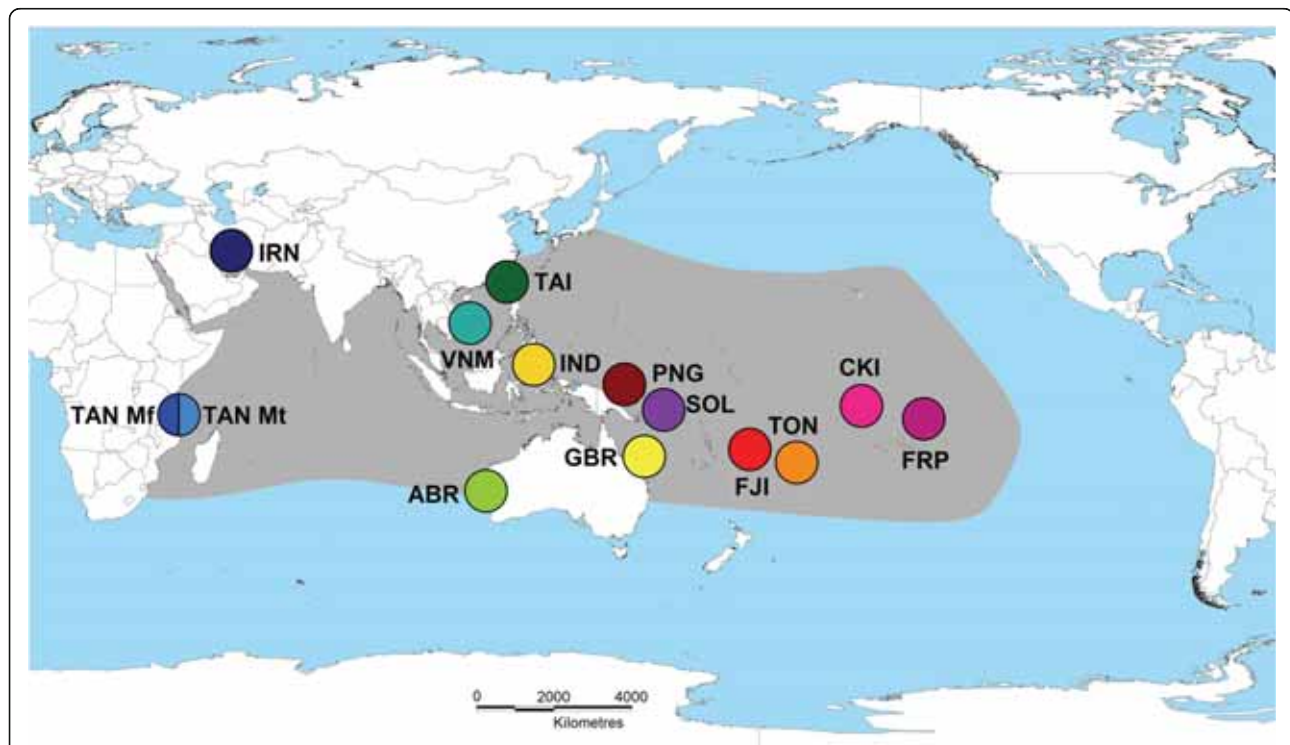 IRN
TAI
VNM
IND
PNG
SOL
CKI
TAN Mf TAN Mt
TON
GBR
FJI
FRP
ABR
0 2000 4000
Kilometres